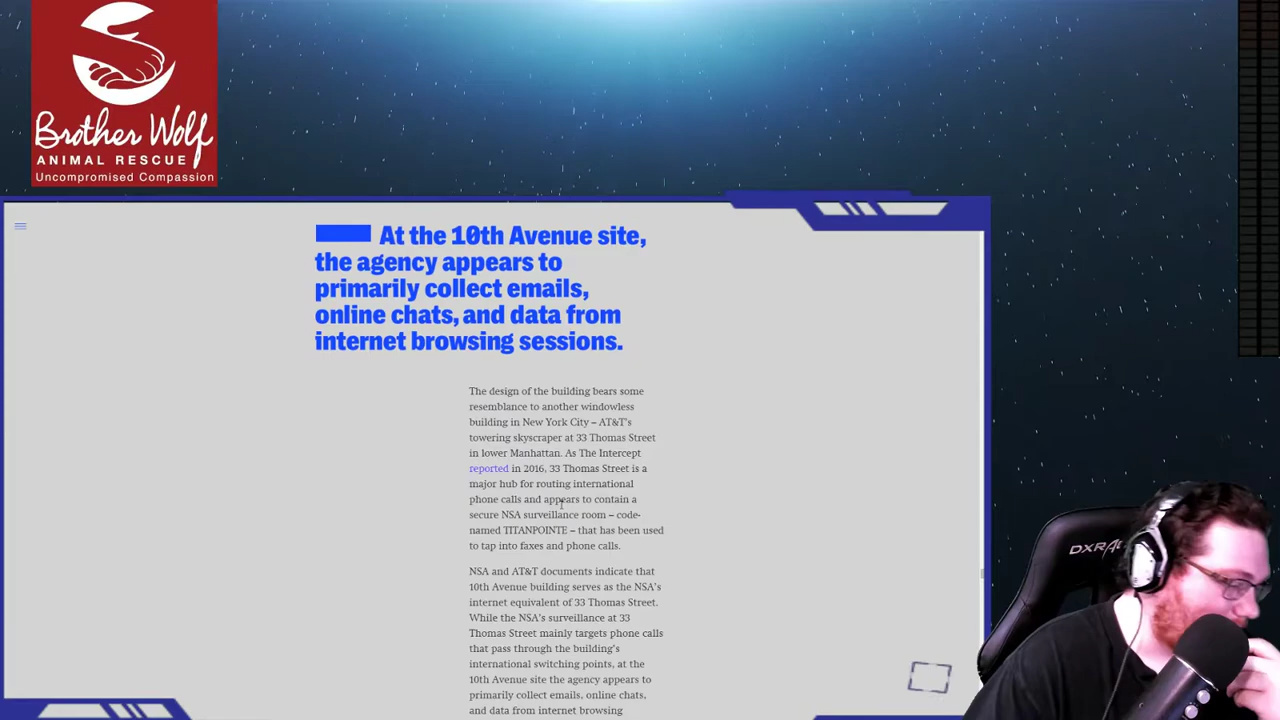 Brother Wolf
ANIMAL RESCUE
Uncompromised Compassion
At the 10th Avenue site,
the agency appears to
primarily collect emails,
online chats, and data from
internet browsing sessions.
The design of the building bears some
resemblance to another windowless
building in New York City – AT&T's
towering skyscraper at 33 Thomas Street
in lower Manhattan. As The Intercept
reported in 2016, 33 Thomas Street is a
major hub for routing international
phone calls and appears to contain a
secure NSA surveillance room – code-
named TITANPOINTE – that has been used
to tap into faxes and phone calls.
NSA and AT&T documents indicate that
10th Avenue building serves as the NSA's
internet equivalent of 33 Thomas Street.
While the NSA's surveillance at 33
Thomas Street mainly targets phone calls
that pass through the building's
international switching points, at the
10th Avenue site the agency appears to
primarily collect emails, online chats,
and data from internet browsing